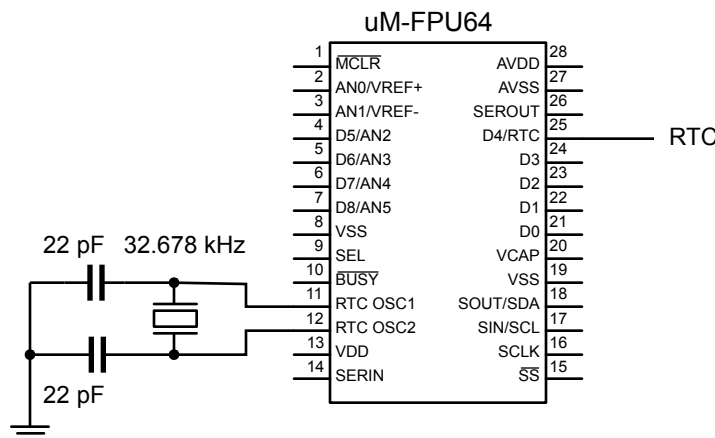 uM-FPU64
1 MCLR AVDD 28
2 AN0/VREF+ AVSS 27
3 AN1/VREF- SEROUT 26
4 D5/AN2 D4/RTC 25 RTC
5 D6/AN3 D3 24
6 D7/AN4 D2 23
7 D8/AN5 D1 22
8 VSS D0 21
22 pF 32.678 kHz 9 SEL VCAP 20
10 BUSY VSS 19
11 RTC OSC1 SOUT/SDA 18
12 RTC OSC2 SIN/SCL 17
13 VDD SCLK 16
14 SERIN SS 15
22 pF